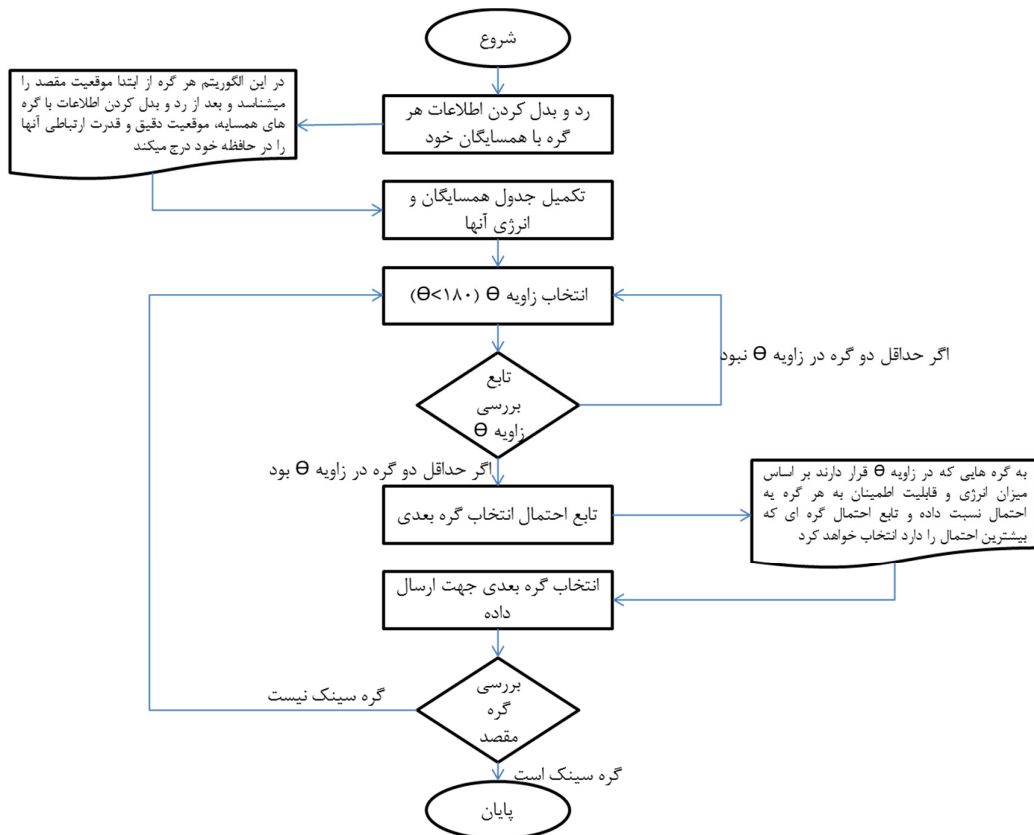 شروع
رد و بدل کردن اطلاعات هر
گره با همسایگان خود
در این الگوریتم هر گره از ابتدا موقعیت مقصد را
میشناسد و بعد از رد و بدل کردن اطلاعات با گره
های همسایه، موقعیت دقیق و قدرت ارتباطی آنها
را در حافظه خود درج میکند
تکمیل جدول همسایگان و
انرژی آنها
انتخاب زاویه Ө (Ө<۱۸۰)
اگر حداقل دو گره در زاویه Ө نبود
تابع
بررسی
زاویه Ө
اگر حداقل دو گره در زاویه Ө بود
تابع احتمال انتخاب گره بعدی
به گره هایی که در زاویه Ө قرار دارند بر اساس
میزان انرژی و قابلیت اطمینان به هر گره یه
احتمال نسبت داده و تابع احتمال گره ای که
بیشترین احتمال را دارد انتخاب خواهد کرد
انتخاب گره بعدی جهت ارسال
داده
بررسی
گره
مقصد
گره سینک نیست
گره سینک است
پایان